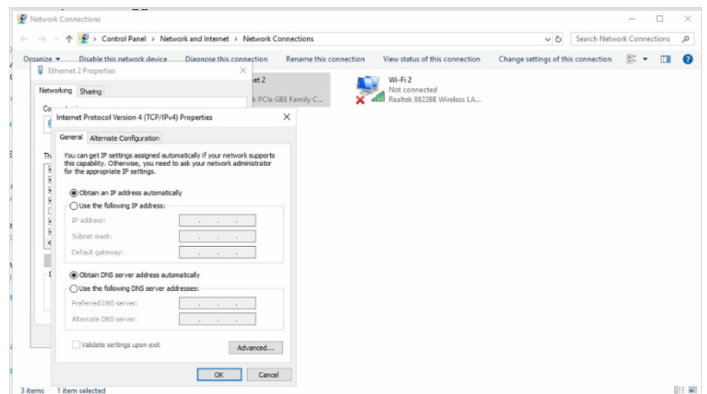 Network Connections
Control Panel > Network and Internet > Network Connections
Search Network Connections
Organize Disable this network device Diagnose this connection Rename this connection View status of this connection Change settings of this connection
Ethernet 2 Properties
Networking Sharing
et 2
k PCIe GBE Family C...
Wi-Fi 2
Not connected
Realtek 8822BE Wireless LA...
Co
Internet Protocol Version 4 (TCP/IPv4) Properties
General Alternate Configuration
Th
You can get IP settings assigned automatically if your network supports
this capability. Otherwise, you need to ask your network administrator
for the appropriate IP settings.
Obtain an IP address automatically
Use the following IP address:
IP address:
Subnet mask:
Default gateway:
Obtain DNS server address automatically
Use the following DNS server addresses:
Preferred DNS server:
Alternate DNS server:
Validate settings upon exit
Advanced...
OK Cancel
3 items 1 item selected